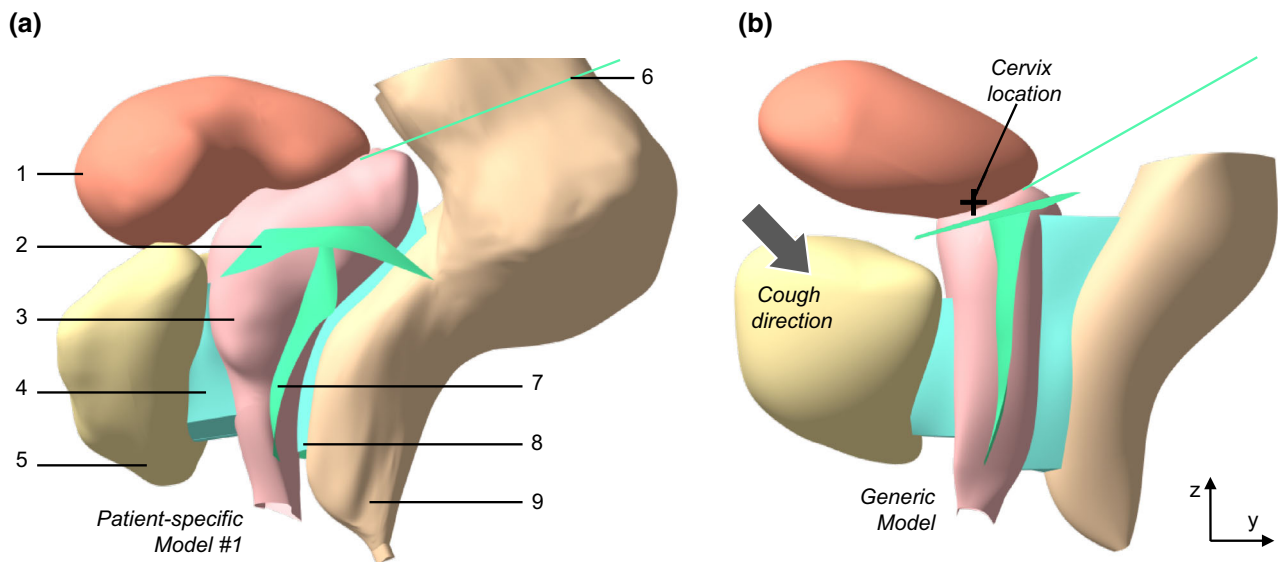 (a)
1
2
3
4
5
6
7
8
9
Patient-specific
Model #1
(b)
Cervix
location
Cough
direction
Generic
Model
z
y